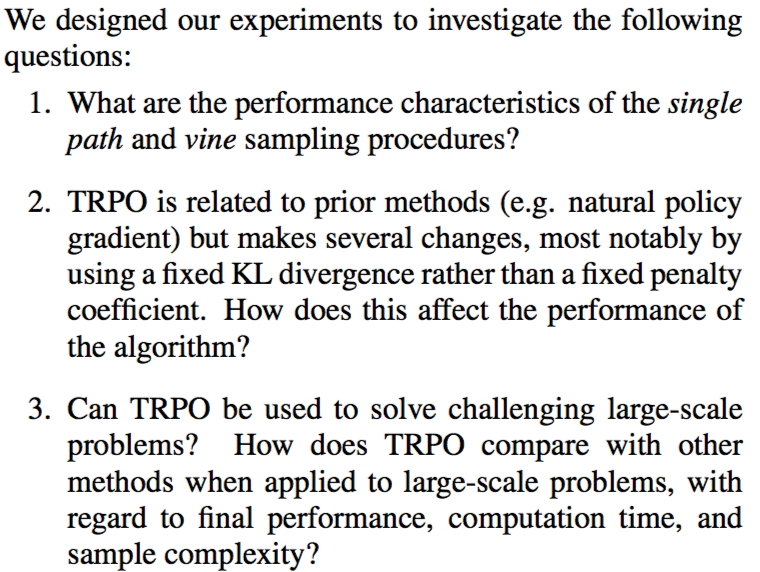 We designed our experiments to investigate the following
questions:
1. What are the performance characteristics of the single
path and vine sampling procedures?
2. TRPO is related to prior methods (e.g. natural policy
gradient) but makes several changes, most notably by
using a fixed KL divergence rather than a fixed penalty
coefficient. How does this affect the performance of
the algorithm?
3. Can TRPO be used to solve challenging large-scale
problems? How does TRPO compare with other
methods when applied to large-scale problems, with
regard to final performance, computation time, and
sample complexity?